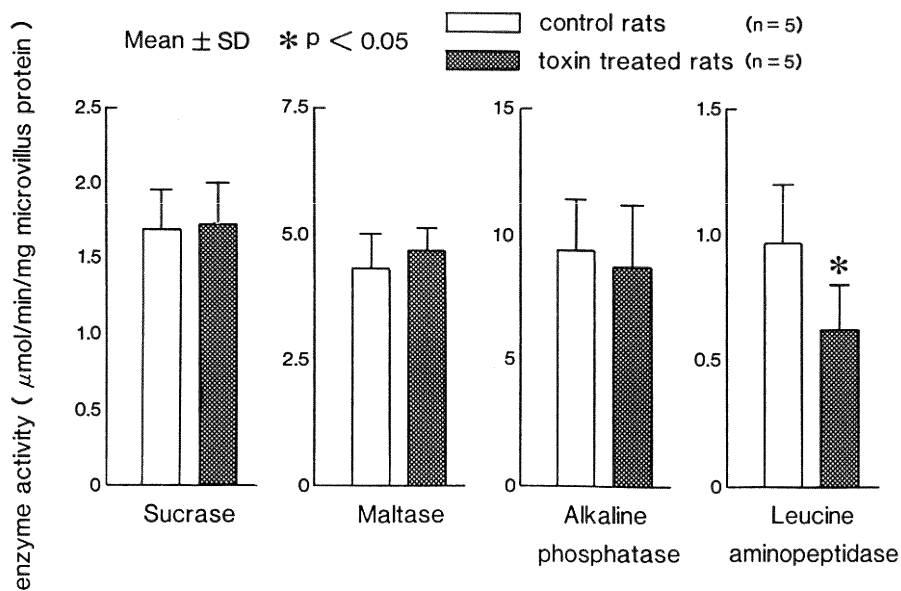 enzyme activity ( μmol/min/mg microvillus protein )
Mean ± SD * p < 0.05
control rats (n = 5)
toxin treated rats (n = 5)
2.5
2.0
1.5
1.0
0.5
0
Sucrase
7.5
5.0
2.5
0
Maltase
15
10
5
0
Alkaline
phosphatase
1.5
1.0
0.5
0
*
Leucine
aminopeptidase